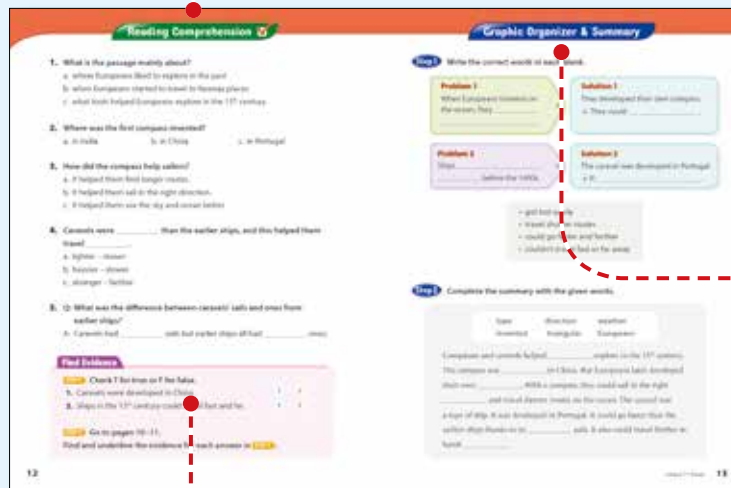 Reading Comprehension
1. What is the passage mainly about?
a. where Europeans liked to explore in the past
b. when Europeans started to travel to faraway places
c. what tools helped Europeans explore in the 15th century
2. Where was the first compass invented?
a. in India b. in China c. in Portugal
3. How did the compass help sailors?
a. It helped them find longer routes.
b. It helped them sail in the right direction.
c. It helped them see the sky and ocean better.
4. Caravels were ________ than the earlier ships, and this helped them
travel ________.
a. lighter - slower
b. heavier - slower
c. stronger - farther
5. Q: What was the difference between caravels' sails and ones from
earlier ships?
A: Caravels had ________ sails but earlier ships all had ________ ones.
Find Evidence
Check T for true or F for false.
1. Caravels were developed in China.
2. Ships in the 15th century could
Go to pages 10-11.
Find and underline the evidence for each answer in
12
Graphic Organizer & Summary
Step 1 Write the correct words in each blank.
Problem 1
When Europeans traveled on
the ocean, they
Solution 1
They developed their own compass.
They could
Problem 2
Ships
before the 1400s.
Solution 2
The caravel was developed in Portugal.
It
• got lost easily
• travel shorter routes
• could go faster and farther
• couldn't travel fast or far away
Step 2 Complete the summary with the given words.
type direction weather
invented triangular European
Compasses and caravels helped ________ explore in the 15th century.
The compass was ________ in China. But Europeans later developed
their own ________. With a compass, they could sail in the right
________ and travel shorter routes on the ocean. The caravel was
a type of ship. It was developed in Portugal. It could go faster than the
earlier ships thanks to its ________ sails. It also could travel farther in
harsh ________.
13